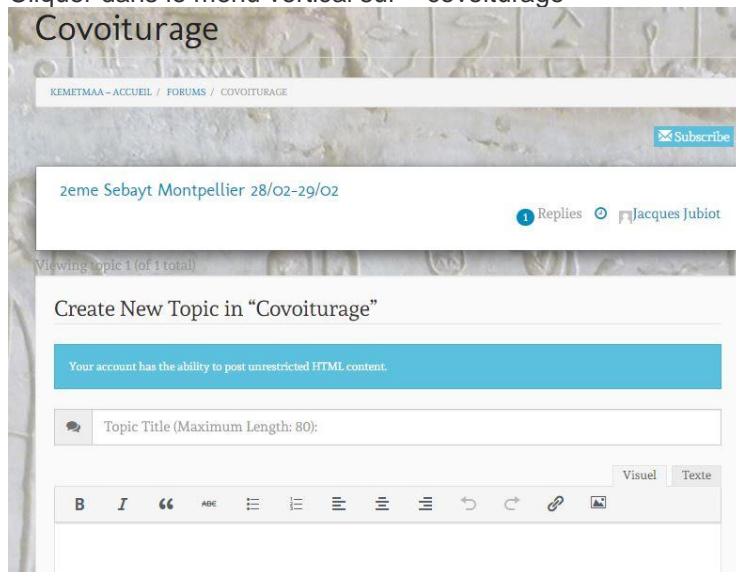 Cliquer dans le menu vertical sur « covoiturage »
Covoiturage
KEMETMAA – ACCUEIL / FORUMS / COVOITURAGE
Subscribe
2eme Sebayt Montpellier 28/02-29/02
1 Replies Jacques Jubiot
Viewing topic 1 (of 1 total)
Create New Topic in “Covoiturage”
Your account has the ability to post unrestricted HTML content.
Topic Title (Maximum Length: 80):
Visuel Texte
B I “ ABC